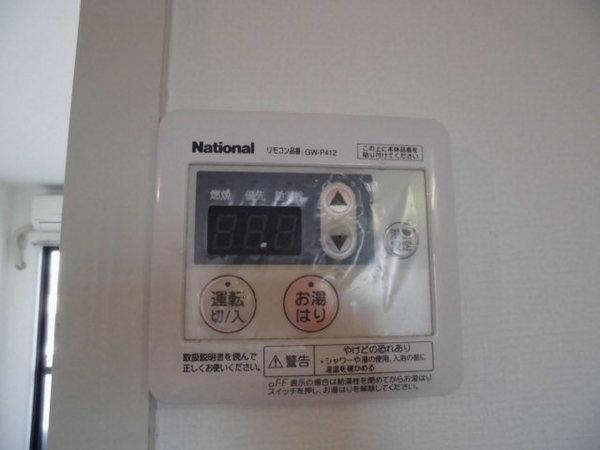 National
リモコン品番:GW-P412
この上に本体品番を
貼り付けてください
燃焼 優先 給湯栓
運転
切/入
お湯
はり
取扱説明書を読んで
正しくお使いください。
警告
やけどの恐れあり
・シャワーや湯の使用、入浴の前に
湯温を確かめる
oFF 表示の場合は給湯栓を閉めてからお湯はり
スイッチを押し、お湯はりを解除してください。